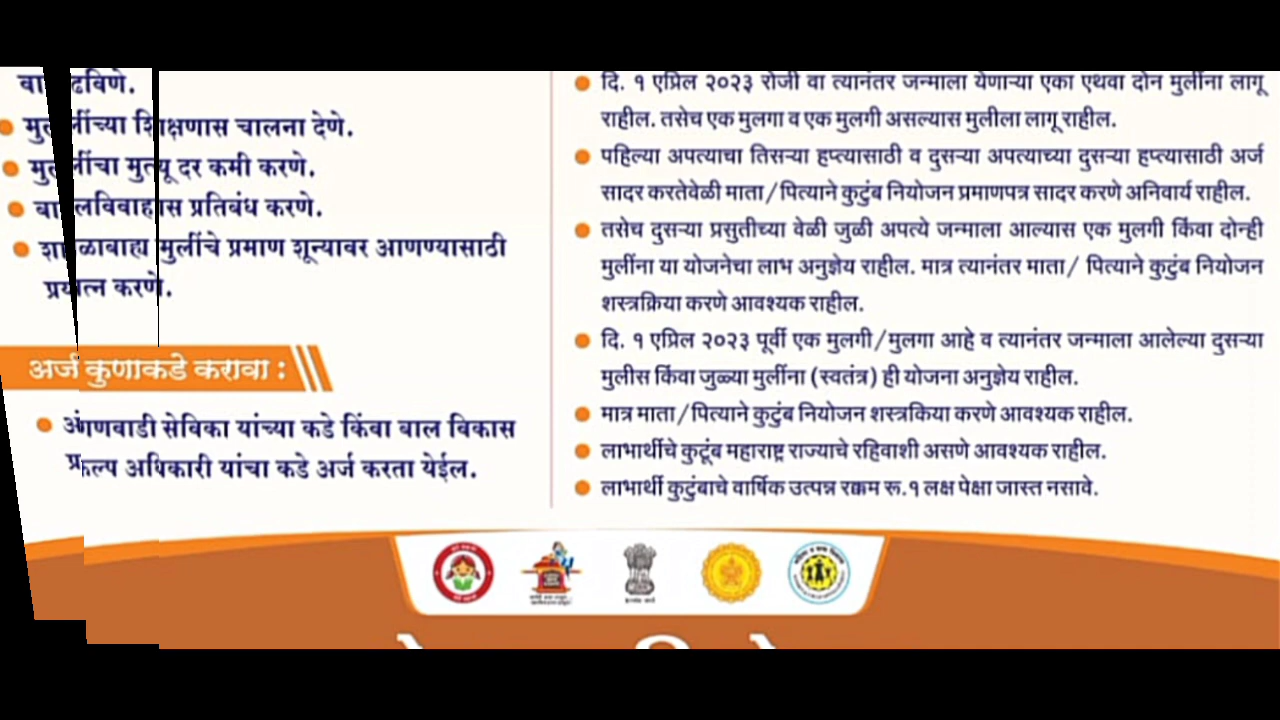 वाढविणे.
मुलींच्या शिक्षणास चालना देणे.
मुलींचा मुत्यू दर कमी करणे.
बालविवाहास प्रतिबंध करणे.
शाळाबाह्य मुलींचे प्रमाण शून्यावर आणण्यासाठी
प्रयत्न करणे.
अर्ज कुणाकडे करावा :
अंगणवाडी सेविका यांच्या कडे किंवा बाल विकास
प्रकल्प अधिकारी यांचा कडे अर्ज करता येईल.
दि. १ एप्रिल २०२३ रोजी वा त्यानंतर जन्माला येणाऱ्या एका एथवा दोन मुलींना लागू
राहील. तसेच एक मुलगा व एक मुलगी असल्यास मुलीला लागू राहील.
पहिल्या अपत्याचा तिसऱ्या हप्त्यासाठी व दुसऱ्या अपत्याच्या दुसऱ्या हप्त्यासाठी अर्ज
सादर करतेवेळी माता/पित्याने कुटुंब नियोजन प्रमाणपत्र सादर करणे अनिवार्य राहील.
तसेच दुसऱ्या प्रसुतीच्या वेळी जुळी अपत्ये जन्माला आल्यास एक मुलगी किंवा दोन्ही
मुलींना या योजनेचा लाभ अनुज्ञेय राहील. मात्र त्यानंतर माता/ पित्याने कुटुंब नियोजन
शस्त्रक्रिया करणे आवश्यक राहील.
दि. १ एप्रिल २०२३ पूर्वी एक मुलगी/मुलगा आहे व त्यानंतर जन्माला आलेल्या दुसऱ्या
मुलीस किंवा जुळ्या मुलींना (स्वतंत्र) ही योजना अनुज्ञेय राहील.
मात्र माता/पित्याने कुटुंब नियोजन शस्त्रकिया करणे आवश्यक राहील.
लाभार्थीचे कुटूंब महाराष्ट्र राज्याचे रहिवाशी असणे आवश्यक राहील.
लाभार्थी कुटुंबाचे वार्षिक उत्पन्न रक्कम रू.१ लक्ष पेक्षा जास्त नसावे.